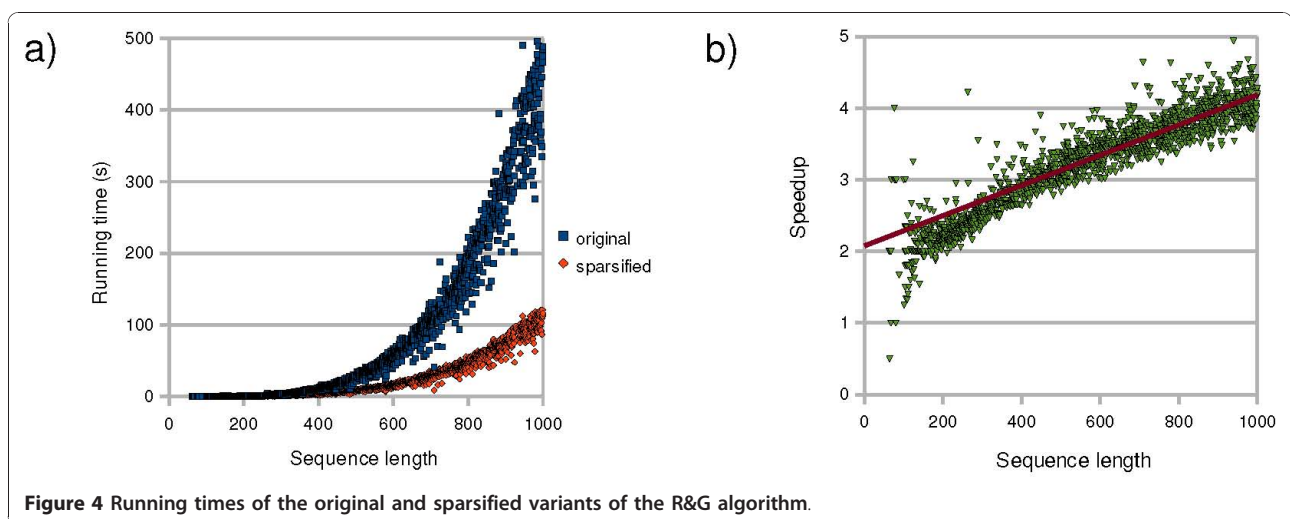 a)
500
400
300
200
100
0
Running time (s)
0 200 400 600 800 1000
Sequence length
original
sparsified
b)
5
4
3
2
1
0
Speedup
0 200 400 600 800 1000
Sequence length
Figure 4 Running times of the original and sparsified variants of the R&G algorithm.